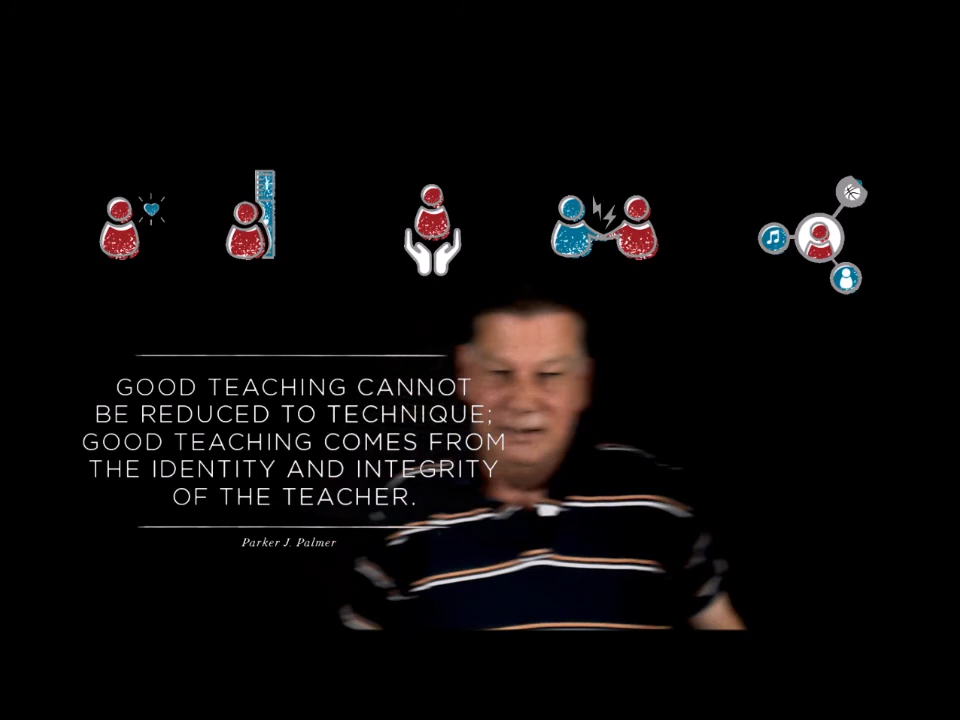 GOOD TEACHING CANNOT
BE REDUCED TO TECHNIQUE;
GOOD TEACHING COMES FROM
THE IDENTITY AND INTEGRITY
OF THE TEACHER.
Parker J. Palmer